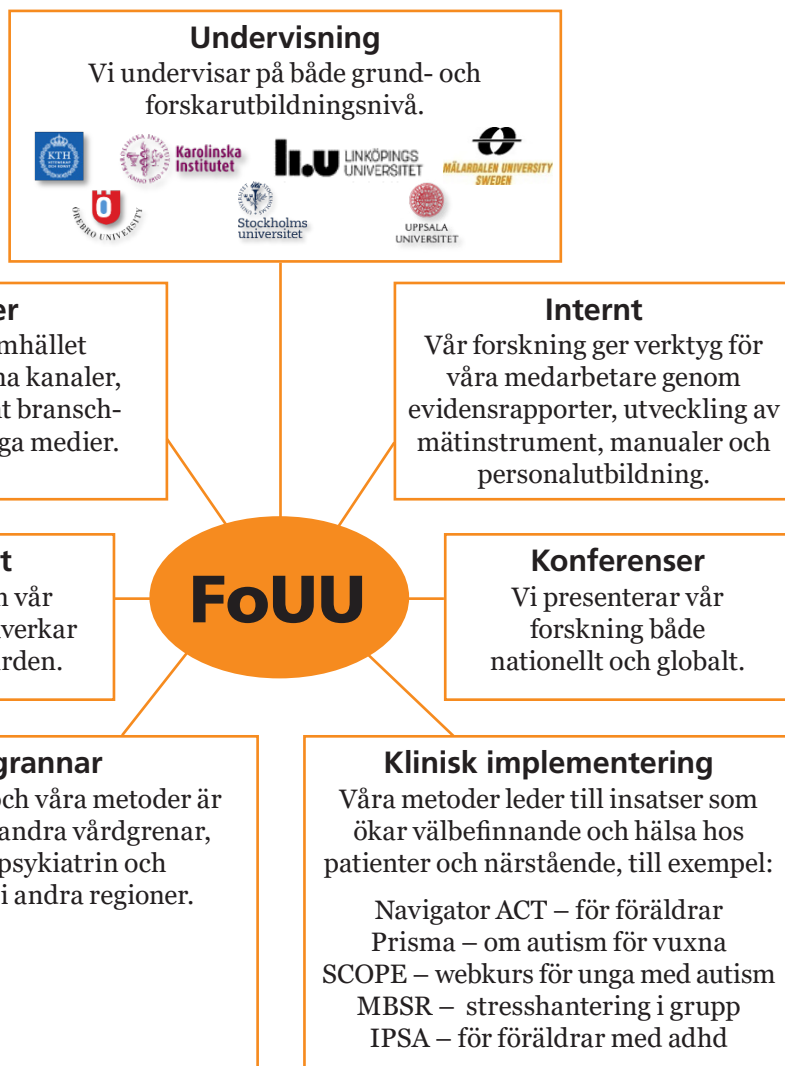 Undervisning
Vi undervisar på både grund- och
forskarutbildningsnivå.
KTH
Karolinska
Institutet
LINKÖPINGS
UNIVERSITET
MÄLARDALEN UNIVERSITY
SWEDEN
ÖREBRO UNIVERSITY
Stockholms
universitet
UPPSALA
UNIVERSITET
er
mhället
na kanaler,
t bransch-
ga medier.
Internt
Vår forskning ger verktyg för
våra medarbetare genom
evidensrapporter, utveckling av
mätinstrument, manualer och
personalutbildning.
t
n vår
verkar
rden.
FoUU
Konferenser
Vi presenterar vår
forskning både
nationellt och globalt.
grannar
och våra metoder är
andra vårdgrenar,
psykiatrin och
i andra regioner.
Klinisk implementering
Våra metoder leder till insatser som
ökar välbefinnande och hälsa hos
patienter och närstående, till exempel:
Navigator ACT – för föräldrar
Prisma – om autism för vuxna
SCOPE – webkurs för unga med autism
MBSR – stresshantering i grupp
IPSA – för föräldrar med adhd